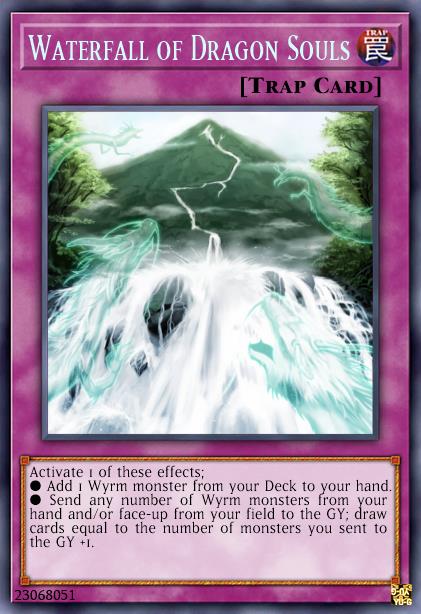 Waterfall of Dragon Souls
TRAP
罠
[Trap Card]
Activate 1 of these effects;
● Add 1 Wyrm monster from your Deck to your hand.
● Send any number of Wyrm monsters from your
hand and/or face-up from your field to the GY; draw
cards equal to the number of monsters you sent to
the GY +1.
23068051